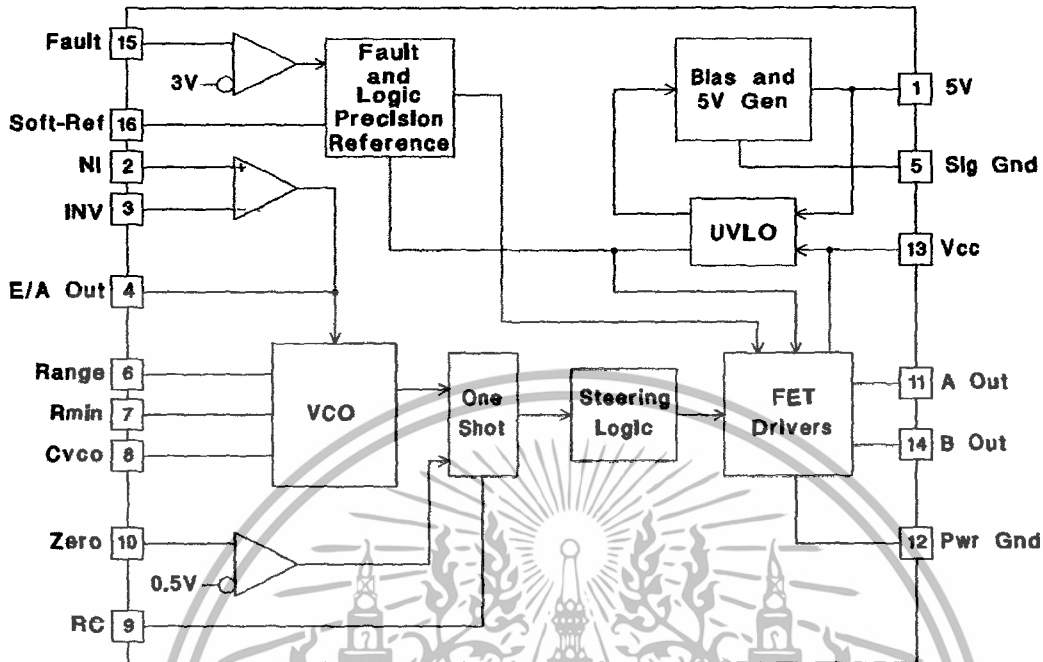 Fault 15
3V
Soft-Ref 16
NI 2 +
INV 3 -
E/A Out 4
Range 6
Rmin 7
Cvco 8
Zero 10
0.5V
RC 9
Fault
and
Logic
Precision
Reference
Bias and
5V Gen
UVLO
VCO
One
Shot
Steering
Logic
FET
Drivers
1 5V
5 Sig Gnd
13 Vcc
11 A Out
14 B Out
12 Pwr Gnd